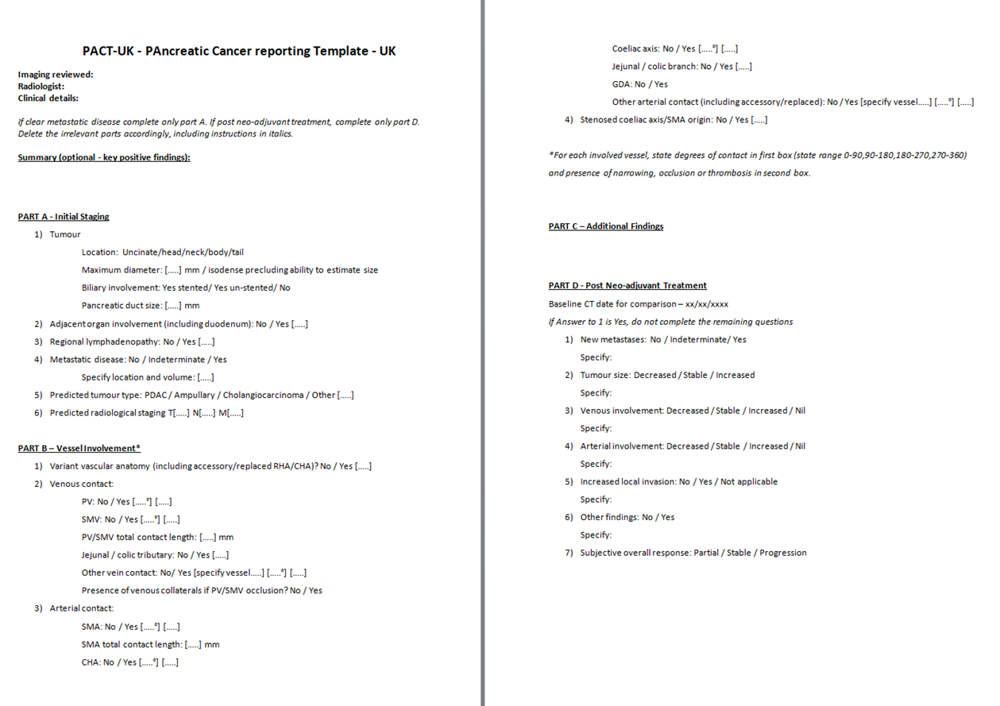 PACT-UK - PAncreatic Cancer reporting Template - UK
Imaging reviewed:
Radiologist:
Clinical details:
If clear metastatic disease complete only part A. If post neo-adjuvant treatment, complete only part D.
Delete the irrelevant parts accordingly, including instructions in italics.
Summary (optional - key positive findings):
PART A - Initial Staging
1) Tumour
Location: Uncinate/head/neck/body/tail
Maximum diameter: [.....] mm / isodense precluding ability to estimate size
Biliary involvement: Yes stented/ Yes un-stented/ No
Pancreatic duct size: [.....] mm
2) Adjacent organ involvement (including duodenum): No / Yes [.....]
3) Regional lymphadenopathy: No / Yes [.....]
4) Metastatic disease: No / Indeterminate / Yes
Specify location and volume: [.....]
5) Predicted tumour type: PDAC / Ampullary / Cholangiocarcinoma / Other [.....]
6) Predicted radiological staging T[.....] N[.....] M[.....]
PART B – Vessel Involvement*
1) Variant vascular anatomy (including accessory/replaced RHA/CHA)? No / Yes [.....]
2) Venous contact:
PV: No / Yes [.....°] [.....]
SMV: No / Yes [.....°] [.....]
PV/SMV total contact length: [.....] mm
Jejunal / colic tributary: No / Yes [.....]
Other vein contact: No/ Yes [specify vessel.....] [.....°] [.....]
Presence of venous collaterals if PV/SMV occlusion? No / Yes
3) Arterial contact:
SMA: No / Yes [.....°] [.....]
SMA total contact length: [.....] mm
CHA: No / Yes [.....°] [.....]
Coeliac axis: No / Yes [.....°] [.....]
Jejunal / colic branch: No / Yes [.....]
GDA: No / Yes
Other arterial contact (including accessory/replaced): No / Yes [specify vessel.....] [.....°] [.....]
4) Stenosed coeliac axis/SMA origin: No / Yes [.....]
*For each involved vessel, state degrees of contact in first box (state range 0-90,90-180,180-270,270-360)
and presence of narrowing, occlusion or thrombosis in second box.
PART C – Additional Findings
PART D - Post Neo-adjuvant Treatment
Baseline CT date for comparison – xx/xx/xxxx
If Answer to 1 is Yes, do not complete the remaining questions
1) New metastases: No / Indeterminate/ Yes
Specify:
2) Tumour size: Decreased / Stable / Increased
Specify:
3) Venous involvement: Decreased / Stable / Increased / Nil
Specify:
4) Arterial involvement: Decreased / Stable / Increased / Nil
Specify:
5) Increased local invasion: No / Yes / Not applicable
Specify:
6) Other findings: No / Yes
Specify:
7) Subjective overall response: Partial / Stable / Progression